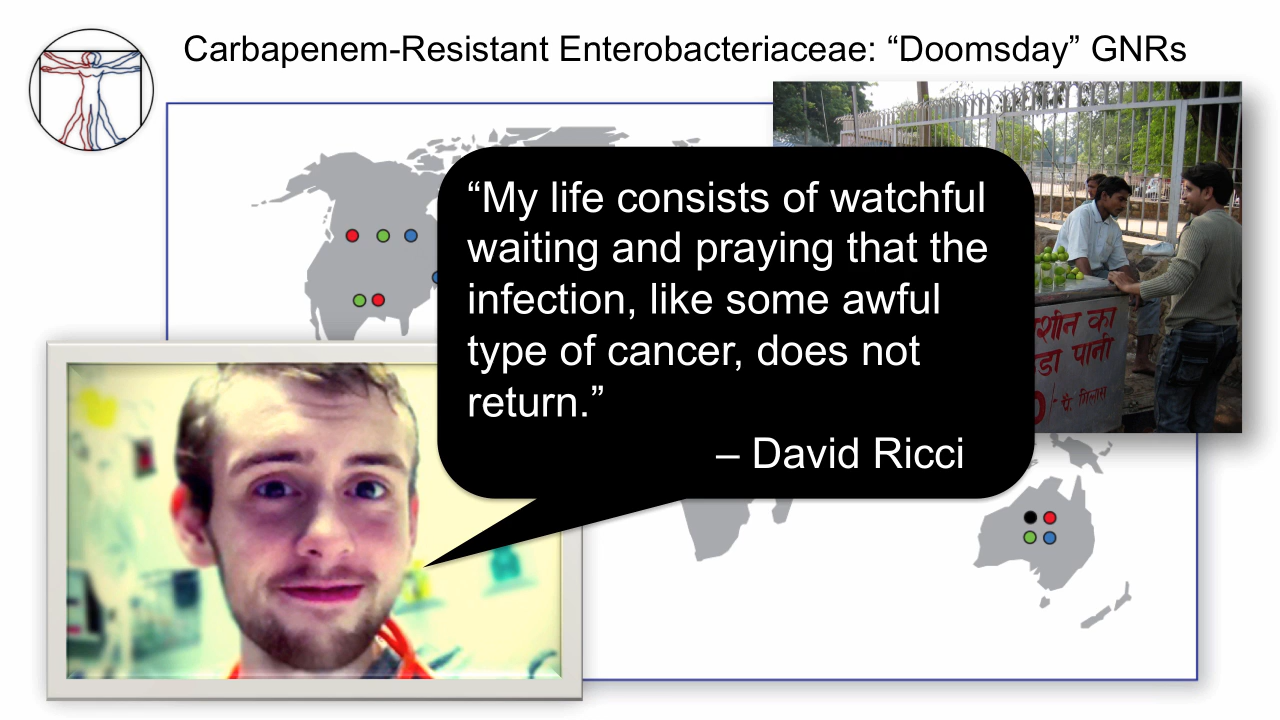 Carbapenem-Resistant Enterobacteriaceae: “Doomsday” GNRs
“My life consists of watchful
waiting and praying that the
infection, like some awful
type of cancer, does not
return.”
– David Ricci
का
पानी